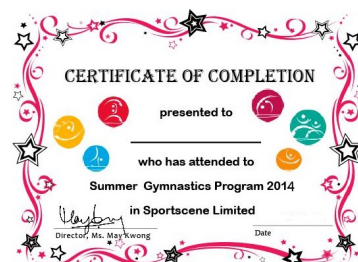 CERTIFICATE OF COMPLETION
presented to
who has attended to
Summer Gymnastics Program 2014
in Sportscene Limited
Director, Ms. May Kwong
Date